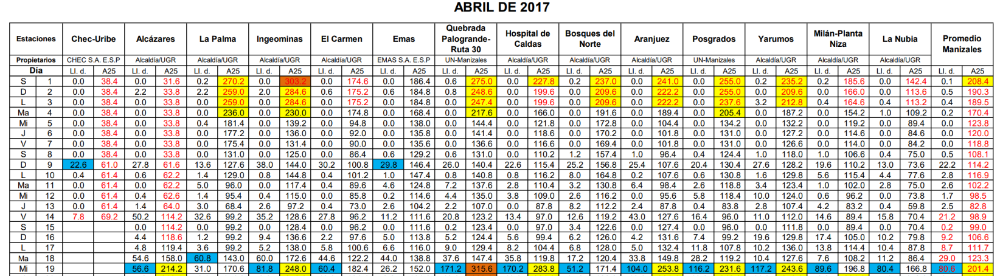 ABRIL DE 2017
Estaciones Chec-Uribe Alcázares La Palma Ingeominas El Carmen Emas Quebrada Palogrande-Ruta 30 Hospital de Caldas Bosques del Norte Aranjuez Posgrados Yarumos Milán-Planta Niza La Nubia Promedio Manizales
Propietarios CHEC S.A. E.S.P Alcaldía/UGR Alcaldía/UGR Alcaldía/UGR Alcaldía/UGR EMAS S.A. E.S.P UN-Manizales Alcaldía/UGR Alcaldía/UGR Alcaldía/UGR UN-Manizales Alcaldía/UGR Alcaldía/UGR Alcaldía/UGR
Día Ll. d. A25 Ll. d. A25 Ll. d. A25 Ll. d. A25 Ll. d. A25 Ll. d. A25 Ll. d. A25 Ll. d. A25 Ll. d. A25 Ll. d. A25 Ll. d. A25 Ll. d. A25 Ll. d. A25 Ll. d. A25 Ll. d. A25
S 1 0.0 38.4 0.0 31.6 0.2 270.2 0.0 303.2 0.0 174.6 0.0 186.4 0.6 275.0 0.0 227.8 0.2 237.0 0.0 241.0 0.0 255.0 0.2 235.2 0.2 185.6 0.0 142.4 0.1 208.4
D 2 0.0 38.4 2.2 33.8 2.2 259.0 2.0 284.6 0.6 175.2 0.6 184.8 0.8 248.6 0.0 199.6 0.0 209.6 0.0 222.2 0.0 255.0 0.0 209.6 0.0 166.0 0.0 113.6 0.5 190.3
L 3 0.0 38.4 0.0 33.8 0.0 259.0 0.0 284.6 0.0 175.2 0.0 184.8 0.0 247.4 0.0 199.6 0.0 209.6 0.0 222.2 0.0 237.6 3.2 212.8 0.4 164.6 0.4 113.2 0.4 189.5
Ma 4 0.0 38.4 0.0 33.8 0.0 236.0 0.0 230.0 0.0 174.8 0.0 168.4 0.0 217.6 0.0 166.0 0.0 191.6 0.0 189.4 0.0 205.4 0.0 187.2 0.0 154.2 1.0 109.2 0.2 170.4
Mi 5 0.0 38.4 0.0 33.8 0.4 181.4 0.0 139.2 0.0 94.8 0.0 138.0 0.0 144.4 0.0 121.8 0.0 172.8 0.0 104.4 0.0 134.2 0.0 132.2 0.0 119.2 0.0 89.4 0.0 123.8
J 6 0.0 38.4 0.0 33.8 0.0 177.2 0.0 136.0 0.0 92.0 0.0 135.8 0.0 141.4 0.0 118.6 0.0 170.2 0.0 101.8 0.0 131.0 0.0 127.2 0.0 114.6 0.0 84.6 0.0 120.0
V 7 0.0 38.4 0.0 33.8 0.0 175.4 0.0 131.4 0.0 90.0 0.0 135.6 0.0 136.6 0.0 116.6 0.0 169.4 0.0 101.8 0.0 131.0 0.0 126.6 0.0 114.0 0.0 84.2 0.0 118.8
S 8 0.0 38.4 0.0 33.8 0.0 131.0 0.0 125.0 0.0 86.4 0.6 129.2 0.6 131.0 0.0 110.2 1.2 157.4 1.0 96.4 0.4 124.4 1.0 118.0 1.0 106.6 0.4 75.0 0.5 108.1
D 9 22.6 61.0 27.8 61.6 13.6 127.6 38.0 144.0 30.2 100.8 29.8 146.4 26.0 140.4 22.6 115.4 25.2 156.8 25.4 107.6 20.4 130.4 27.6 128.2 19.6 110.2 13.0 73.6 22.2 114.2
L 10 0.4 61.4 0.6 62.2 1.4 129.0 0.8 144.8 0.4 101.2 1.0 147.4 0.8 140.8 0.8 116.2 8.0 164.8 0.2 107.6 0.6 130.8 1.6 129.8 5.6 115.4 4.4 77.6 2.8 116.9
Ma 11 0.0 61.4 0.0 62.2 5.0 96.0 0.0 117.4 0.4 89.6 4.6 124.8 7.2 137.6 2.8 110.4 3.2 130.8 6.4 98.4 2.6 118.8 3.4 123.4 1.0 102.0 2.8 75.0 2.6 102.2
Mi 12 0.0 61.4 0.4 62.6 1.4 95.4 0.4 115.0 0.0 85.8 0.2 114.6 4.4 135.0 3.8 109.0 2.6 116.2 0.0 95.6 5.8 118.4 10.0 124.0 0.6 96.2 0.0 73.8 1.7 98.5
J 13 0.0 61.4 1.4 64.0 3.0 68.4 2.6 97.2 0.4 73.0 2.6 104.2 2.2 107.0 0.0 87.8 8.2 112.2 2.4 87.8 0.4 83.8 2.8 107.4 4.2 83.2 0.4 59.8 2.5 82.8
V 14 7.8 69.2 50.2 114.2 32.6 99.2 35.2 128.6 27.8 96.2 11.2 111.6 20.8 123.2 13.4 97.0 12.6 119.2 43.0 127.6 16.4 96.0 11.0 112.0 14.6 89.4 15.8 70.4 21.2 98.9
S 15 0.0 114.2 0.0 99.2 0.0 128.4 0.0 96.2 0.0 111.6 0.2 123.4 0.0 97.0 3.4 122.6 0.0 127.4 0.0 96.0 0.0 111.8 0.0 89.4 0.0 70.4 0.2 99.0
D 16 4.4 118.6 1.2 99.2 9.4 136.6 2.2 97.6 5.0 113.8 5.2 124.4 5.6 99.4 6.2 126.0 4.2 131.6 7.4 99.2 19.6 129.8 17.4 105.0 10.2 79.8 9.2 106.6
L 17 4.8 119.4 3.6 99.2 5.2 138.0 5.8 100.6 6.6 116.0 9.0 129.4 8.2 104.4 6.8 128.0 5.0 132.4 11.8 107.8 10.2 136.0 13.8 114.4 10.4 87.8 8.7 111.7
Ma 18 54.6 158.0 60.8 143.0 60.0 172.6 44.6 122.2 44.0 138.8 37.6 147.4 35.8 119.8 17.2 120.4 33.8 149.8 28.2 119.2 10.4 127.6 7.6 108.2 11.2 86.4 29.0 123.3
Mi 19 56.6 214.2 31.0 170.6 81.8 248.0 60.4 182.4 26.2 152.0 171.2 315.6 170.2 283.8 51.2 171.4 104.0 253.8 116.2 231.6 117.2 243.6 89.6 196.8 80.4 166.8 80.6 201.4